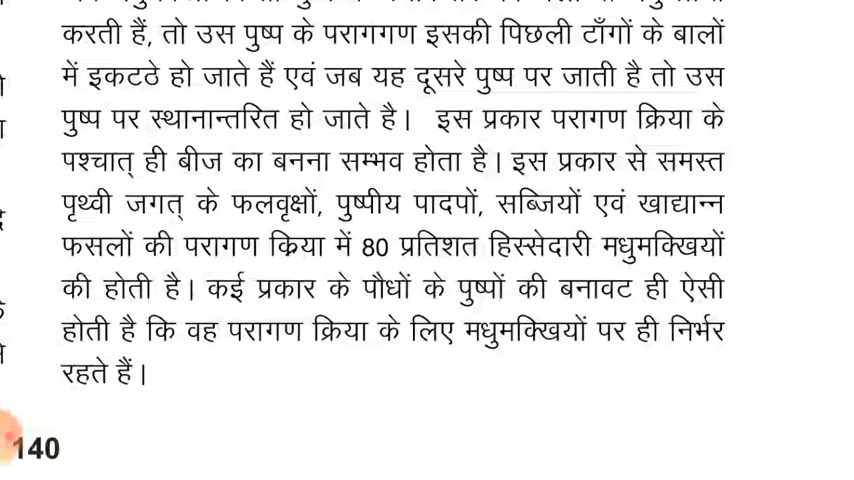 करती हैं, तो उस पुष्प के परागगण इसकी पिछली टाँगों के बालों
में इकटठे हो जाते हैं एवं जब यह दूसरे पुष्प पर जाती है तो उस
पुष्प पर स्थानान्तरित हो जाते है। इस प्रकार परागण क्रिया के
पश्चात् ही बीज का बनना सम्भव होता है। इस प्रकार से समस्त
पृथ्वी जगत् के फलवृक्षों, पुष्पीय पादपों, सब्जियों एवं खाद्यान्न
फसलों की परागण क्रिया में 80 प्रतिशत हिस्सेदारी मधुमक्खियों
की होती है। कई प्रकार के पौधों के पुष्पों की बनावट ही ऐसी
होती है कि वह परागण क्रिया के लिए मधुमक्खियों पर ही निर्भर
रहते हैं।
140